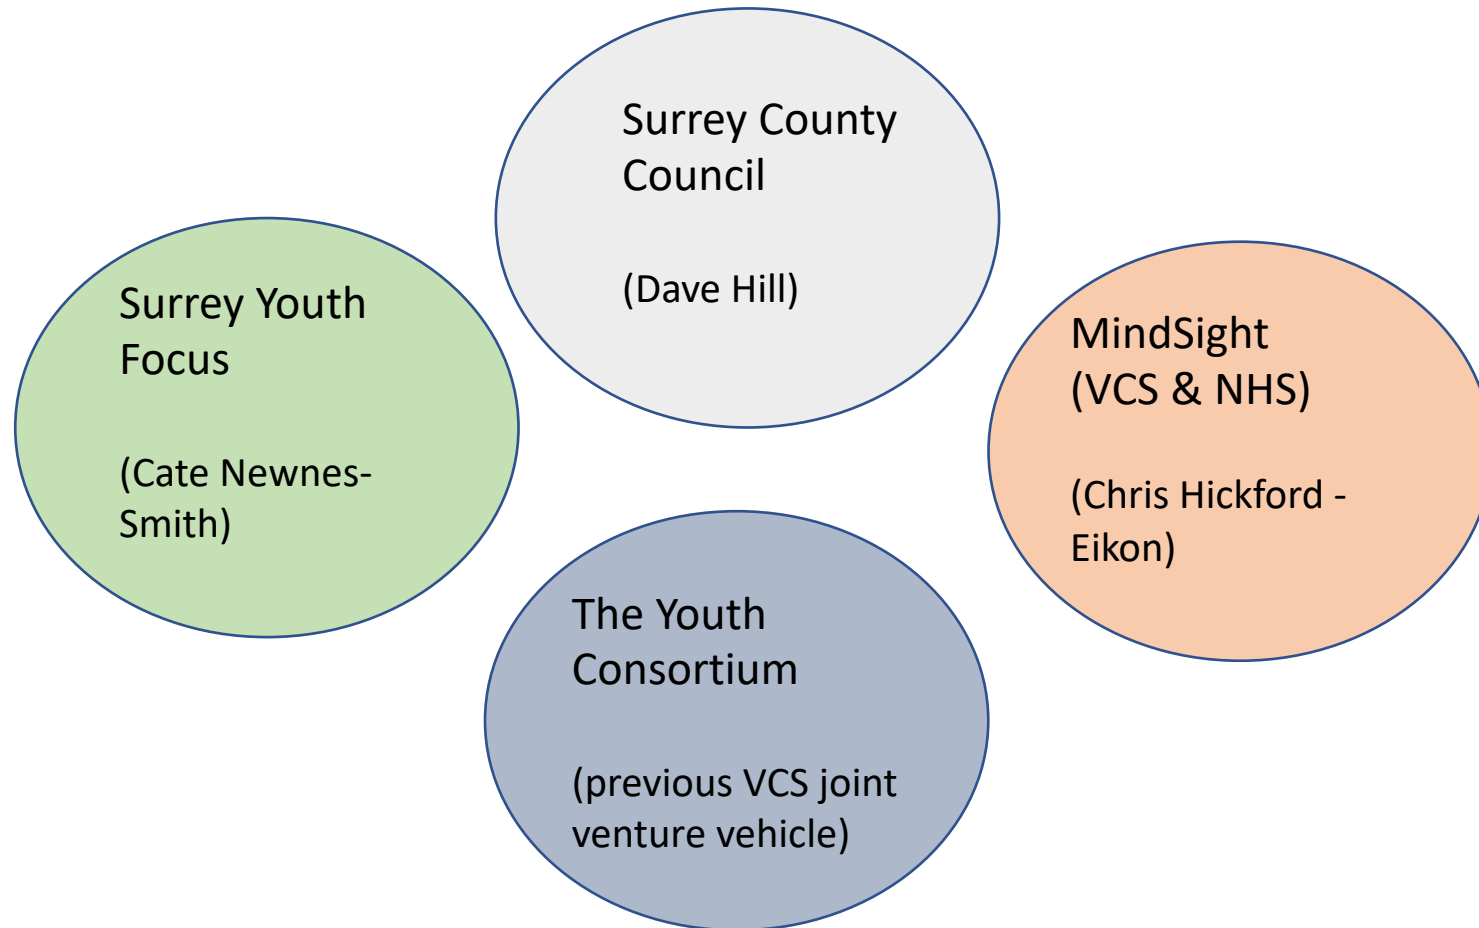 Surrey County
Council
(Dave Hill)
Surrey Youth
Focus
(Cate Newnes-
Smith)
MindSight
(VCS & NHS)
(Chris Hickford -
Eikon)
The Youth
Consortium
(previous VCS joint
venture vehicle)